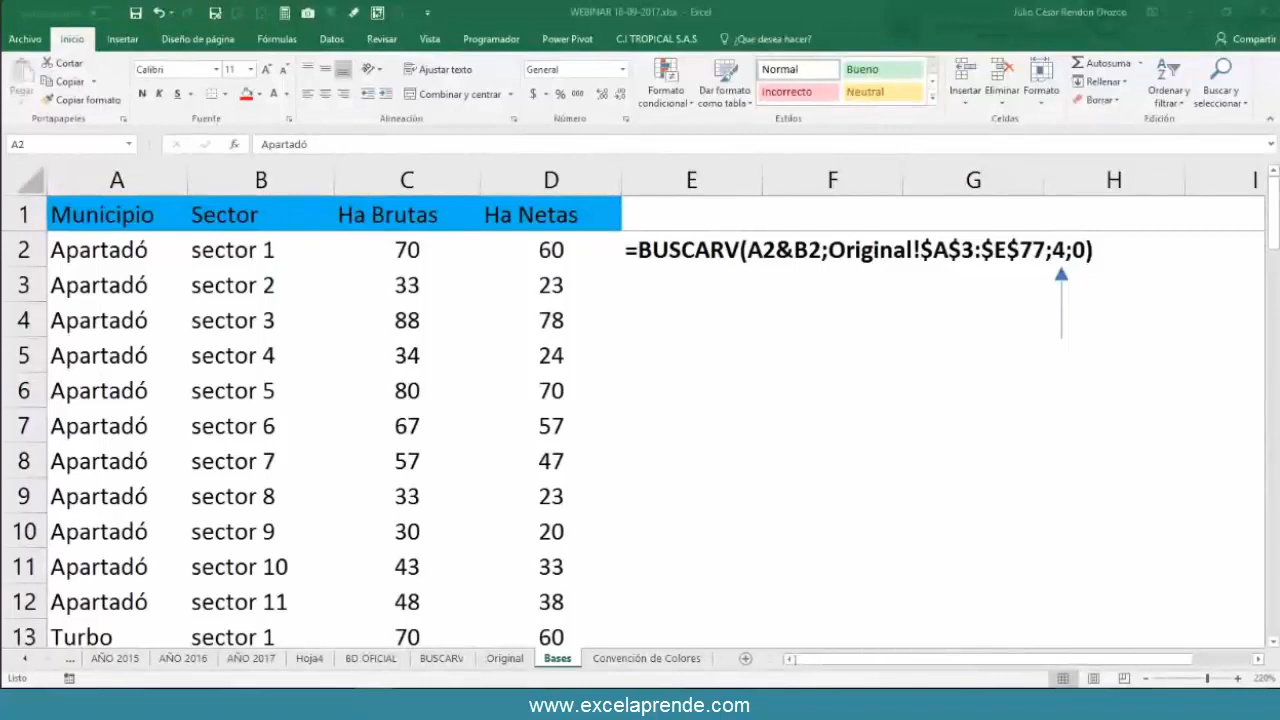 WEBINAR 16-09-2017.xlsx - Excel
Julio César Rendon Orozco
Archivo Inicio Insertar Diseño de página Fórmulas Datos Revisar Vista Programador Power Pivot C.I TROPICAL S.A.S ¿Qué desea hacer? Compartir
Pegar
Cortar
Copiar
Copiar formato
Calibri 11
N K S
Ajustar texto
Combinar y centrar
General
$ % 000
Formato condicional
Dar formato como tabla
Normal Bueno
Incorrecto Neutral
Insertar Eliminar Formato
Autosuma
Rellenar
Borrar
Ordenar y filtrar
Buscar y seleccionar
Portapapeles Fuente Alineación Número Estilos Celdas Edición
A2 fx Apartadó
A B C D E F G H I
1 Municipio Sector Ha Brutas Ha Netas
2 Apartadó sector 1 70 60 =BUSCARV(A2&B2;Original!$A$3:$E$77;4;0)
3 Apartadó sector 2 33 23
4 Apartadó sector 3 88 78
5 Apartadó sector 4 34 24
6 Apartadó sector 5 80 70
7 Apartadó sector 6 67 57
8 Apartadó sector 7 57 47
9 Apartadó sector 8 33 23
10 Apartadó sector 9 30 20
11 Apartadó sector 10 43 33
12 Apartadó sector 11 48 38
13 Turbo sector 1 70 60
... AÑO 2015 AÑO 2016 AÑO 2017 Hoja4 BD OFICIAL BUSCARV Original Bases Convención de Colores
Listo 220%
www.excelaprende.com